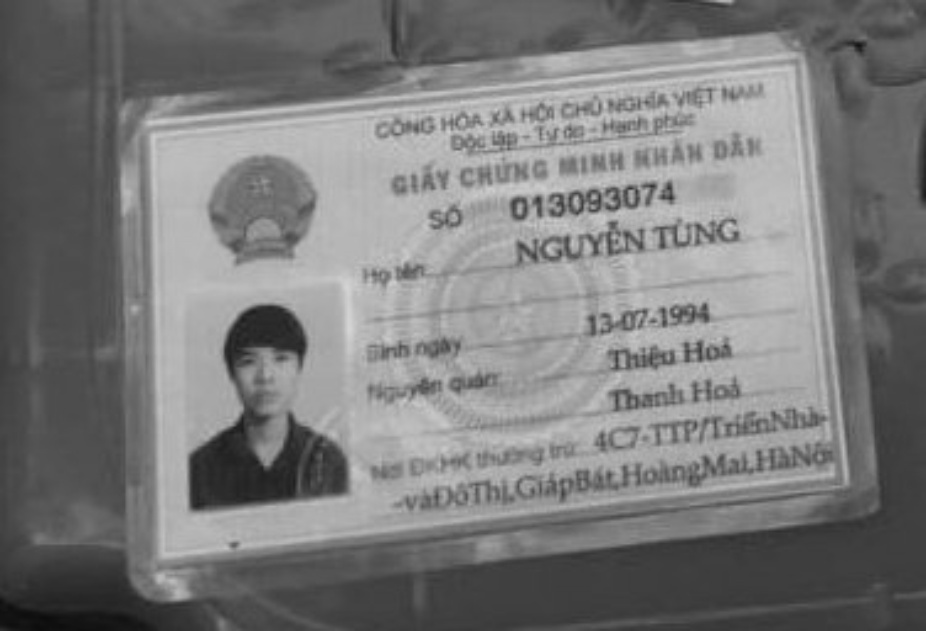 CỘNG HÒA XÃ HỘI CHỦ NGHĨA VIỆT NAM
Độc lập - Tự do - Hạnh phúc
GIẤY CHỨNG MINH NHÂN DÂN
SỐ 013093074
Họ tên: NGUYỄN TÙNG
Sinh ngày 13-07-1994
Nguyên quán: Thiệu Hoá
Thanh Hoá
Nơi ĐKHK thường trú: 4C7-TTP/TriểnNhà-
-vàĐôThị,GiápBát,HoàngMai,HàNội